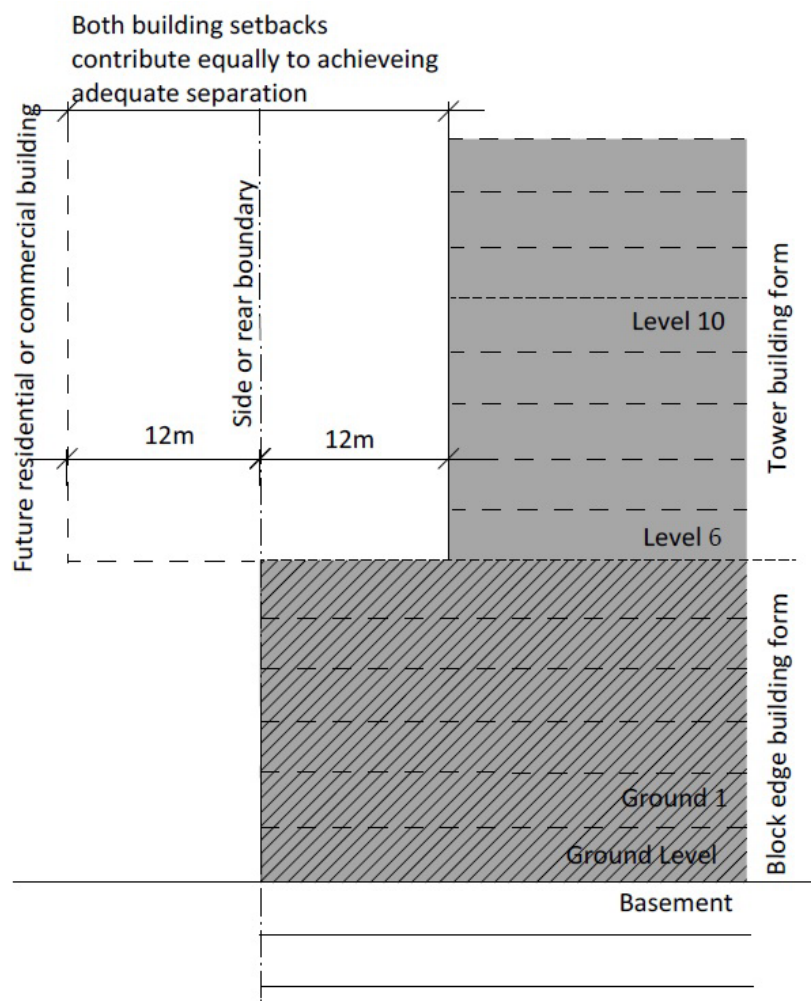 Both building setbacks
contribute equally to achieveing
adequate separation
Future residential or commercial building
Side or rear boundary
12m
12m
Level 10
Level 6
Tower building form
Ground 1
Ground Level
Block edge building form
Basement